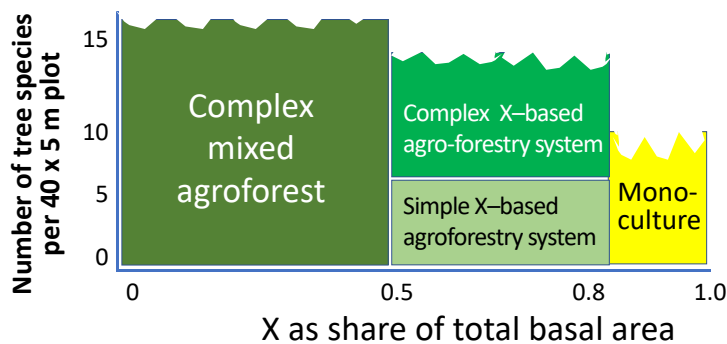 Number of tree species
per 40 x 5 m plot
15
10
5
0
Complex
mixed
agroforest
Complex X–based
agro-forestry system
Simple X–based
agroforestry system
Mono-
culture
0
0.5
0.8
1.0
X as share of total basal area